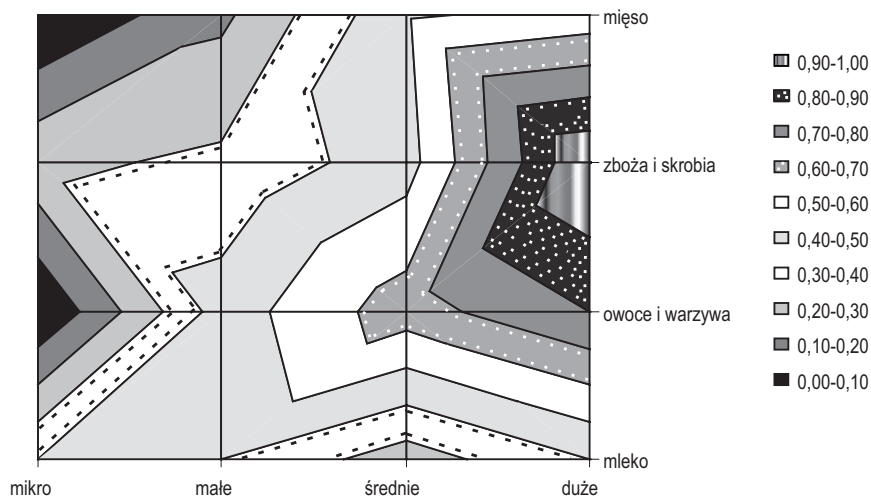 mięso
zboża i skrobia
owoce i warzywa
mleko
mikro
małe
średnie
duże
0,90-1,00
0,80-0,90
0,70-0,80
0,60-0,70
0,50-0,60
0,40-0,50
0,30-0,40
0,20-0,30
0,10-0,20
0,00-0,10